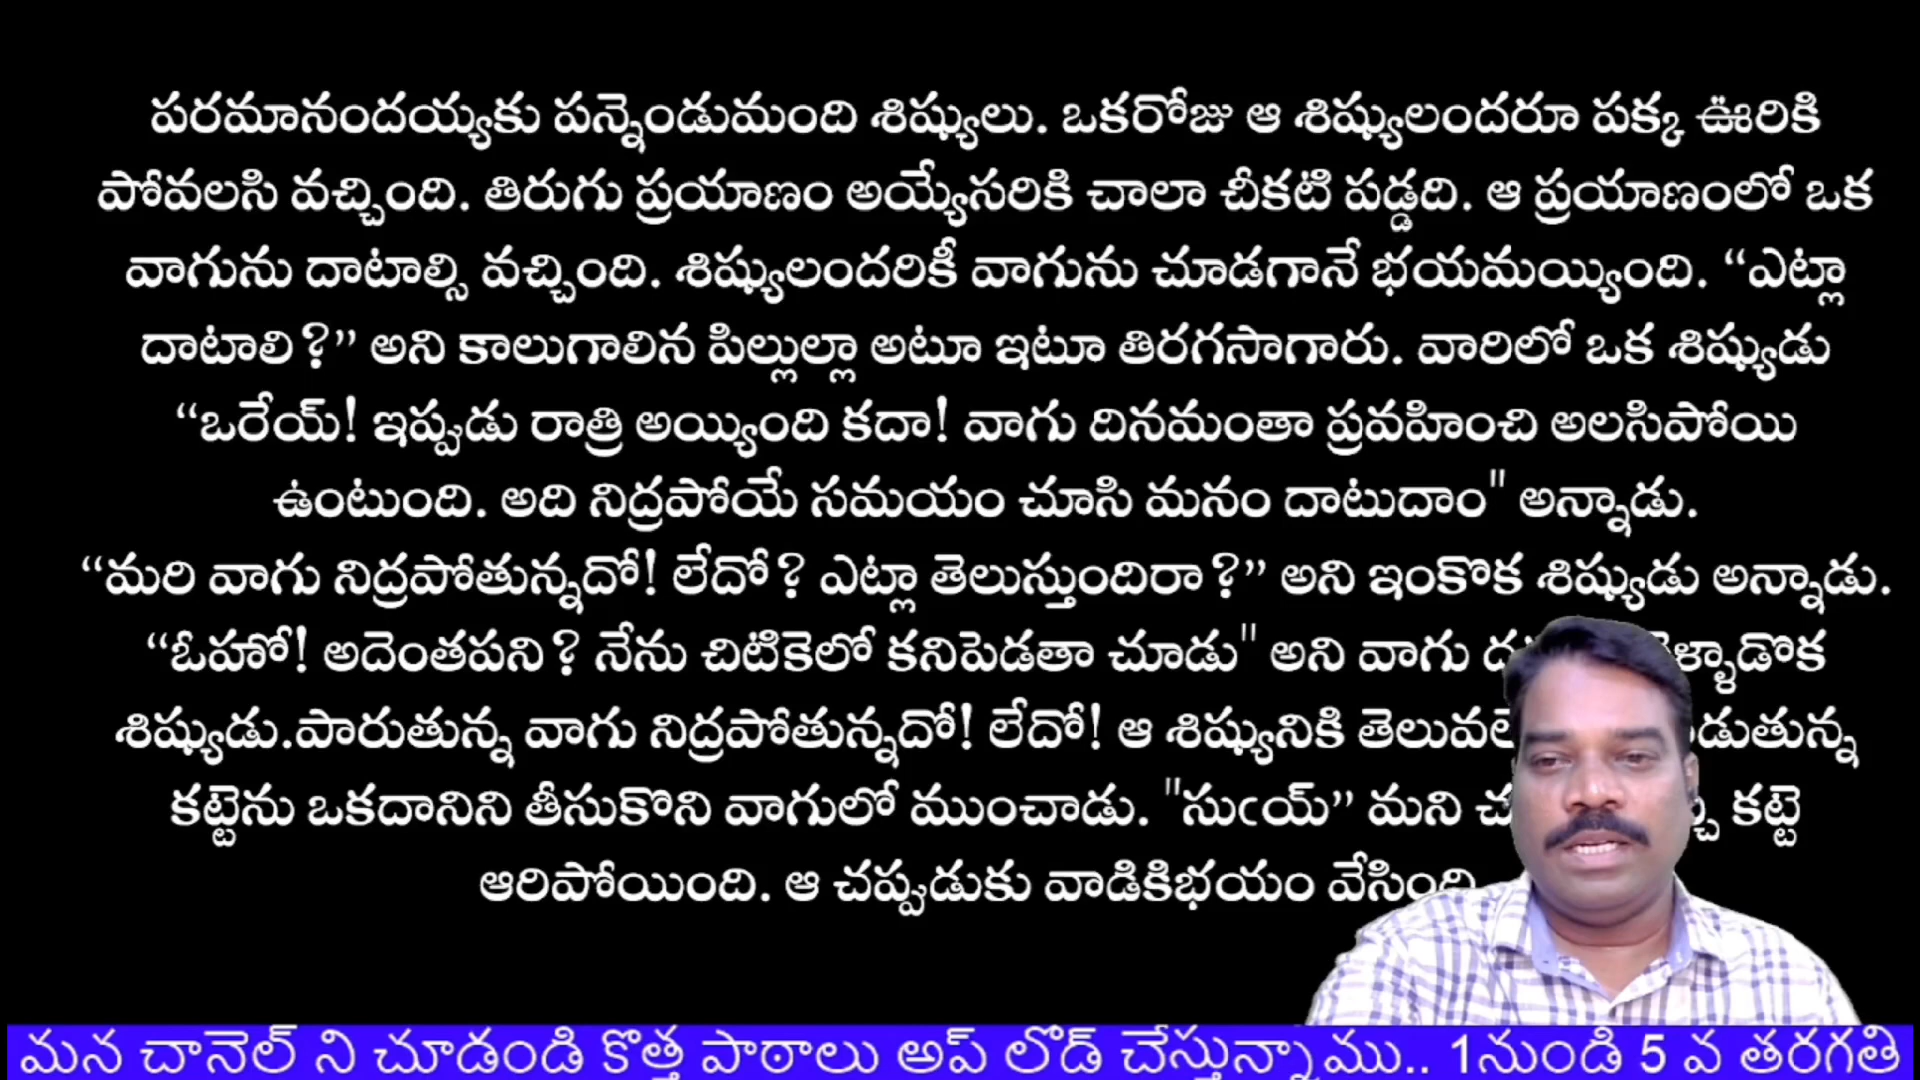 పరమానందయ్యకు పన్నెండుమంది శిష్యులు. ఒకరోజు ఆ శిష్యులందరూ పక్క ఊరికి
పోవలసి వచ్చింది. తిరుగు ప్రయాణం అయ్యేసరికి చాలా చీకటి పడ్డది. ఆ ప్రయాణంలో ఒక
వాగును దాటాల్సి వచ్చింది. శిష్యులందరికీ వాగును చూడగానే భయమయ్యింది. “ఎట్లా
దాటాలి?” అని కాలుగాలిన పిల్లుల్లా అటూ ఇటూ తిరగసాగారు. వారిలో ఒక శిష్యుడు
“ఒరేయ్! ఇప్పుడు రాత్రి అయ్యింది కదా! వాగు దినమంతా ప్రవహించి అలసిపోయి
ఉంటుంది. అది నిద్రపోయే సమయం చూసి మనం దాటుదాం" అన్నాడు.
“మరి వాగు నిద్రపోతున్నదో! లేదో? ఎట్లా తెలుస్తుందిరా?” అని ఇంకొక శిష్యుడు అన్నాడు.
“ఓహో! అదెంతపని? నేను చిటికెలో కనిపెడతా చూడు" అని వాగు
శిష్యుడు.పారుతున్న వాగు నిద్రపోతున్నదో! లేదో! ఆ శిష్యునికి
కట్టెను ఒకదానిని తీసుకొని వాగులో ముంచాడు. "సుఁయ్” మని కట్టె
ఆరిపోయింది. ఆ చప్పుడుకు వాడికిభయం వేసింది
మన చానెల్ ని చూడండి కొత్త పాఠాలు అప్ లోడ్ చేస్తున్నాము.. 1నుండి 5 వ తరగతి